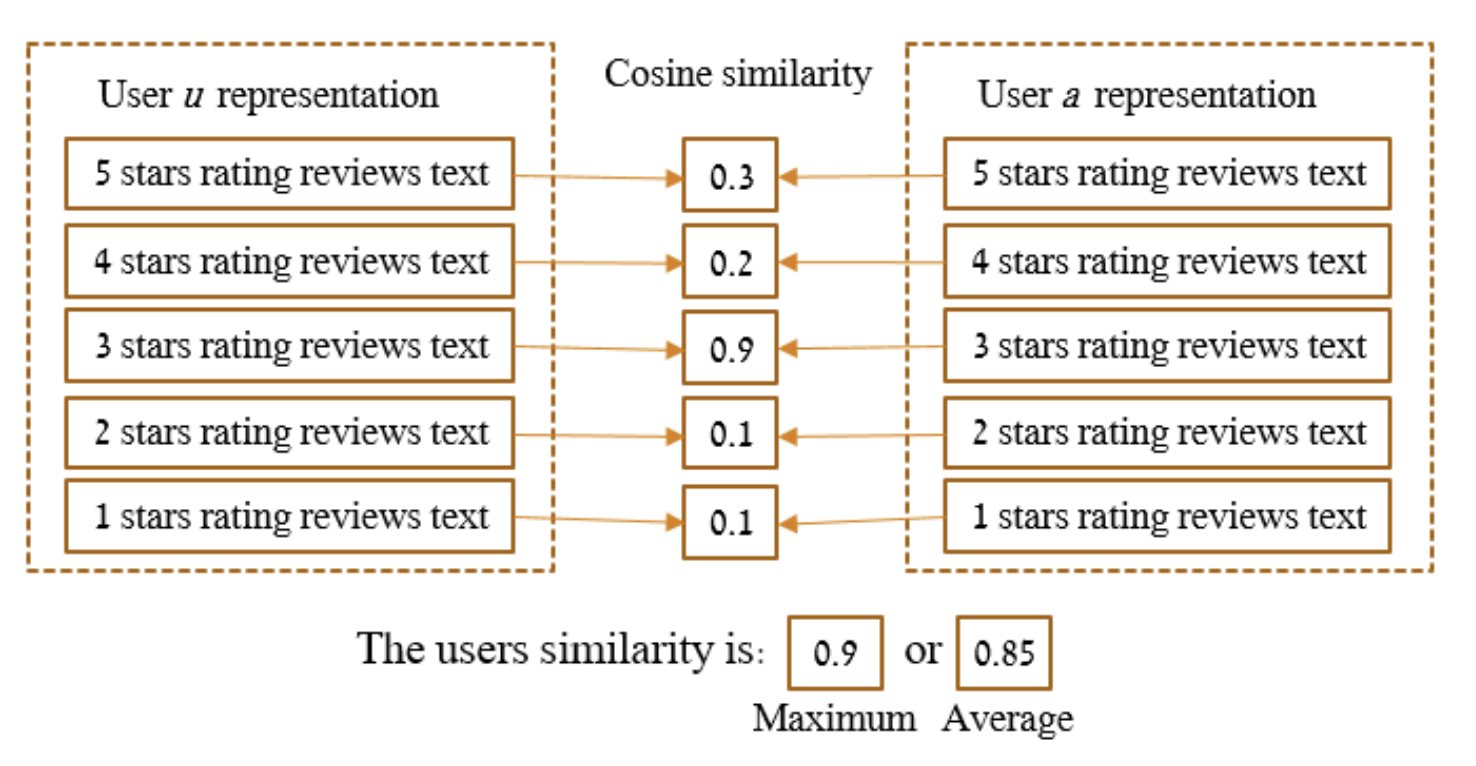 Cosine similarity
User u representation
User a representation
5 stars rating reviews text
0.3
5 stars rating reviews text
4 stars rating reviews text
0.2
4 stars rating reviews text
3 stars rating reviews text
0.9
3 stars rating reviews text
2 stars rating reviews text
0.1
2 stars rating reviews text
1 stars rating reviews text
0.1
1 stars rating reviews text
The users similarity is: 0.9 or 0.85
Maximum Average